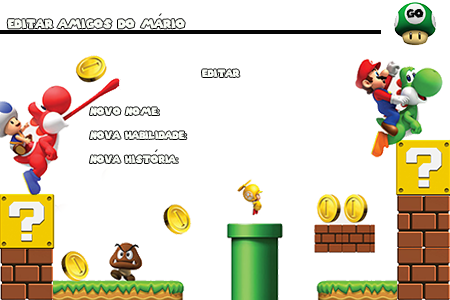 EDITAR AMIGOS DO MÁRIO
GO
EDITAR
NOVO NOME:
NOVA HABILIDADE:
NOVA HISTÓRIA:
?
?